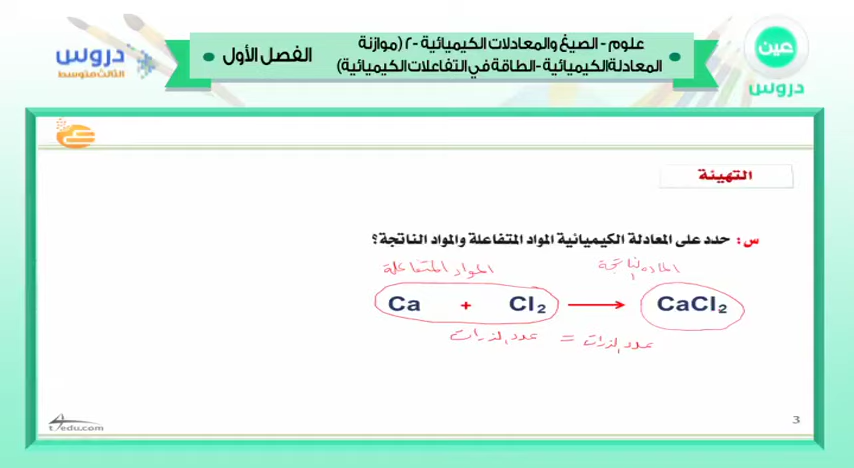 عين
دروس
علوم - الصيغ والمعادلات الكيميائية -٢ (موازنة
المعادلة الكيميائية - الطاقة في التفاعلات الكيميائية)
الفصل الأول
دروس
الثالث متوسط
التهيئة
س: حدد على المعادلة الكيميائية المواد المتفاعلة والمواد الناتجة؟
المواد المتفاعلة
المادة الناتجة
Ca + Cl₂ ⟶ CaCl₂
عدد الذرات = عدد الذرات
t4edu.com
3